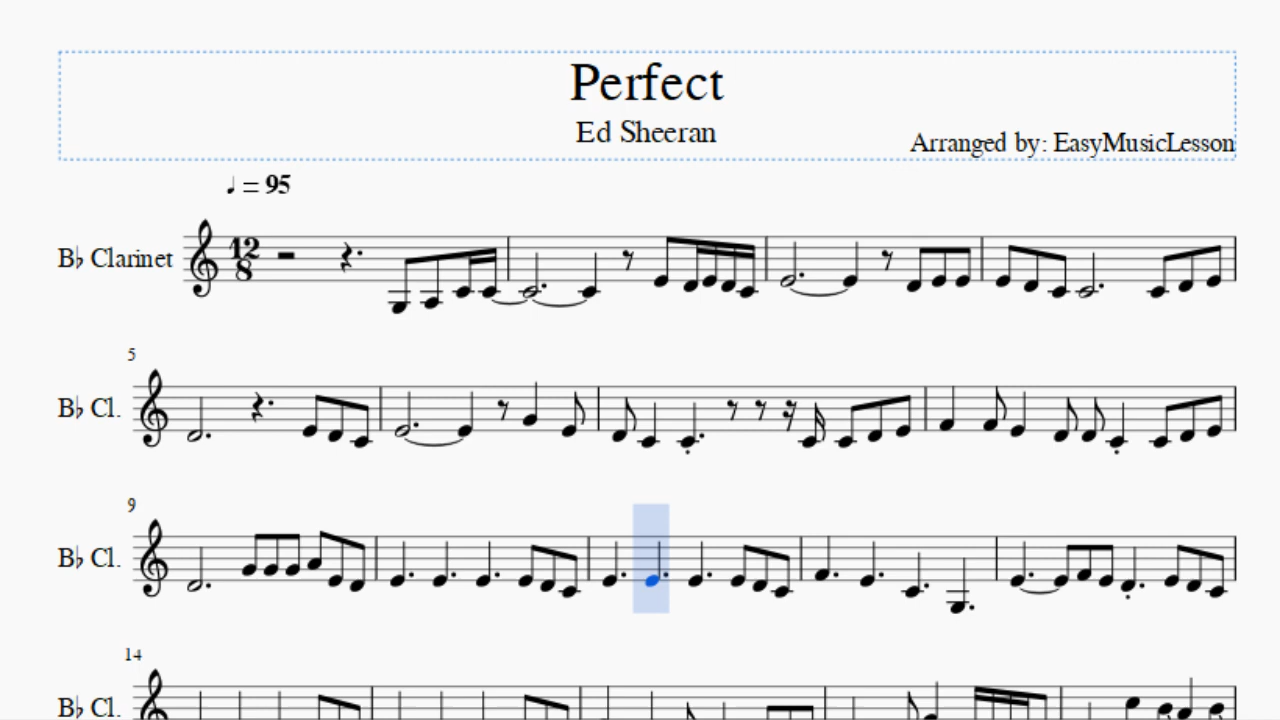 Perfect
Ed Sheeran
Arranged by: EasyMusicLesson
♩ = 95
B♭ Clarinet
12
8
5
B♭ Cl.
9
B♭ Cl.
14
B♭ Cl.